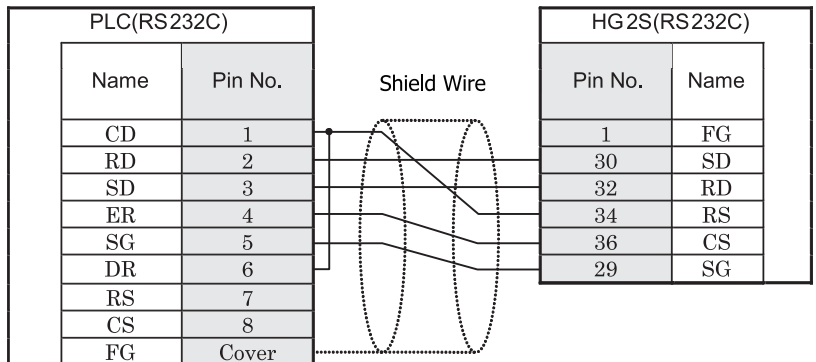 PLC(RS232C) HG2S(RS232C)
Name Pin No. Shield Wire Pin No. Name
CD 1 1 FG
RD 2 30 SD
SD 3 32 RD
ER 4 34 RS
SG 5 36 CS
DR 6 29 SG
RS 7
CS 8
FG Cover